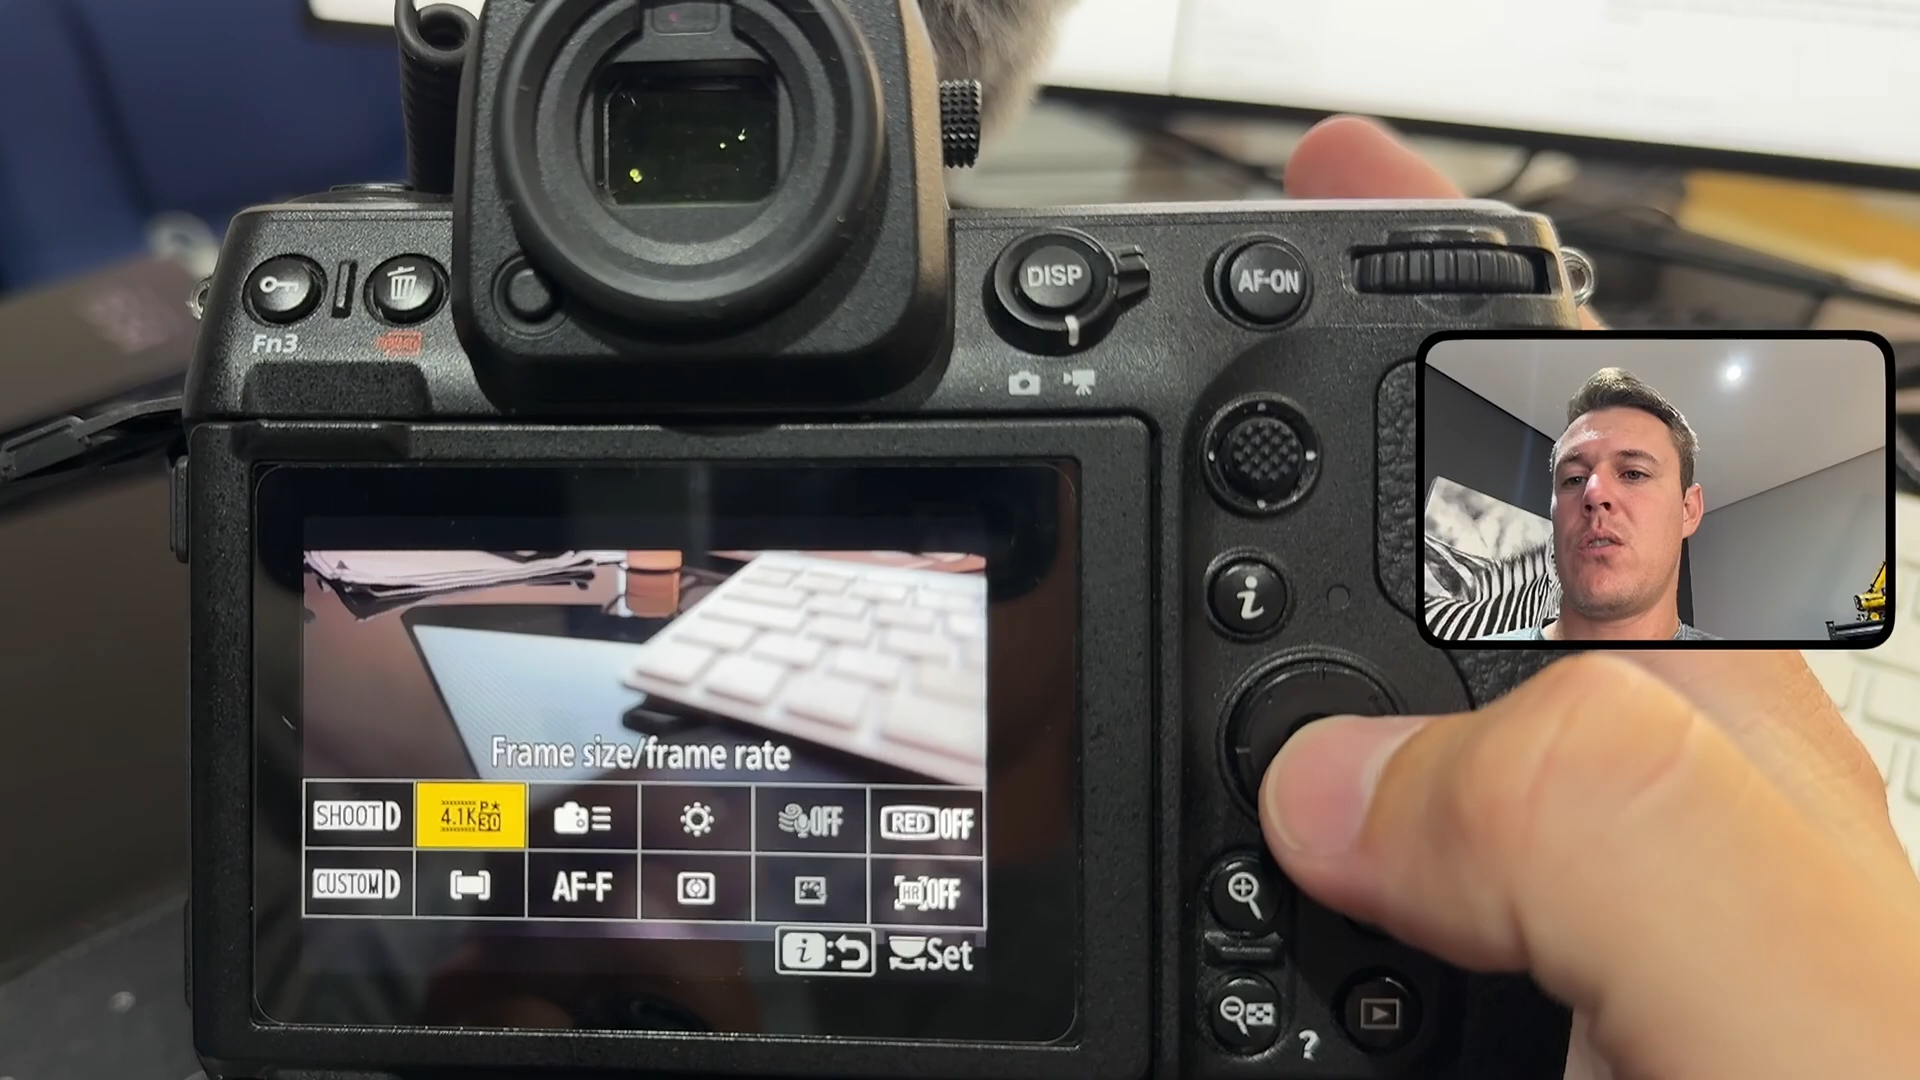 DISP
AF-ON
Fn3
i
Frame size/frame rate
SHOOT D 4.1K P★ 30 OFF RED OFF
CUSTOM D AF-F HR OFF
i : Set
?